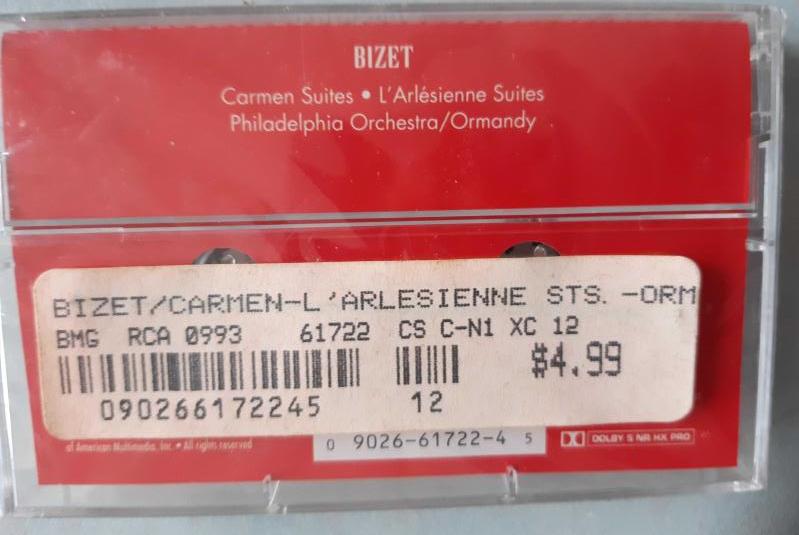 BIZET
Carmen Suites • L'Arlésienne Suites
Philadelphia Orchestra/Ormandy
BIZET/CARMEN-L'ARLESIENNE STS. -ORM
BMG RCA 0993 61722 CS C-N1 XC 12
$4.99
090266172245 12
of American Multimedia, Inc. • All rights reserved
0 9026-61722-4 5
DOLBY S NR HX PRO